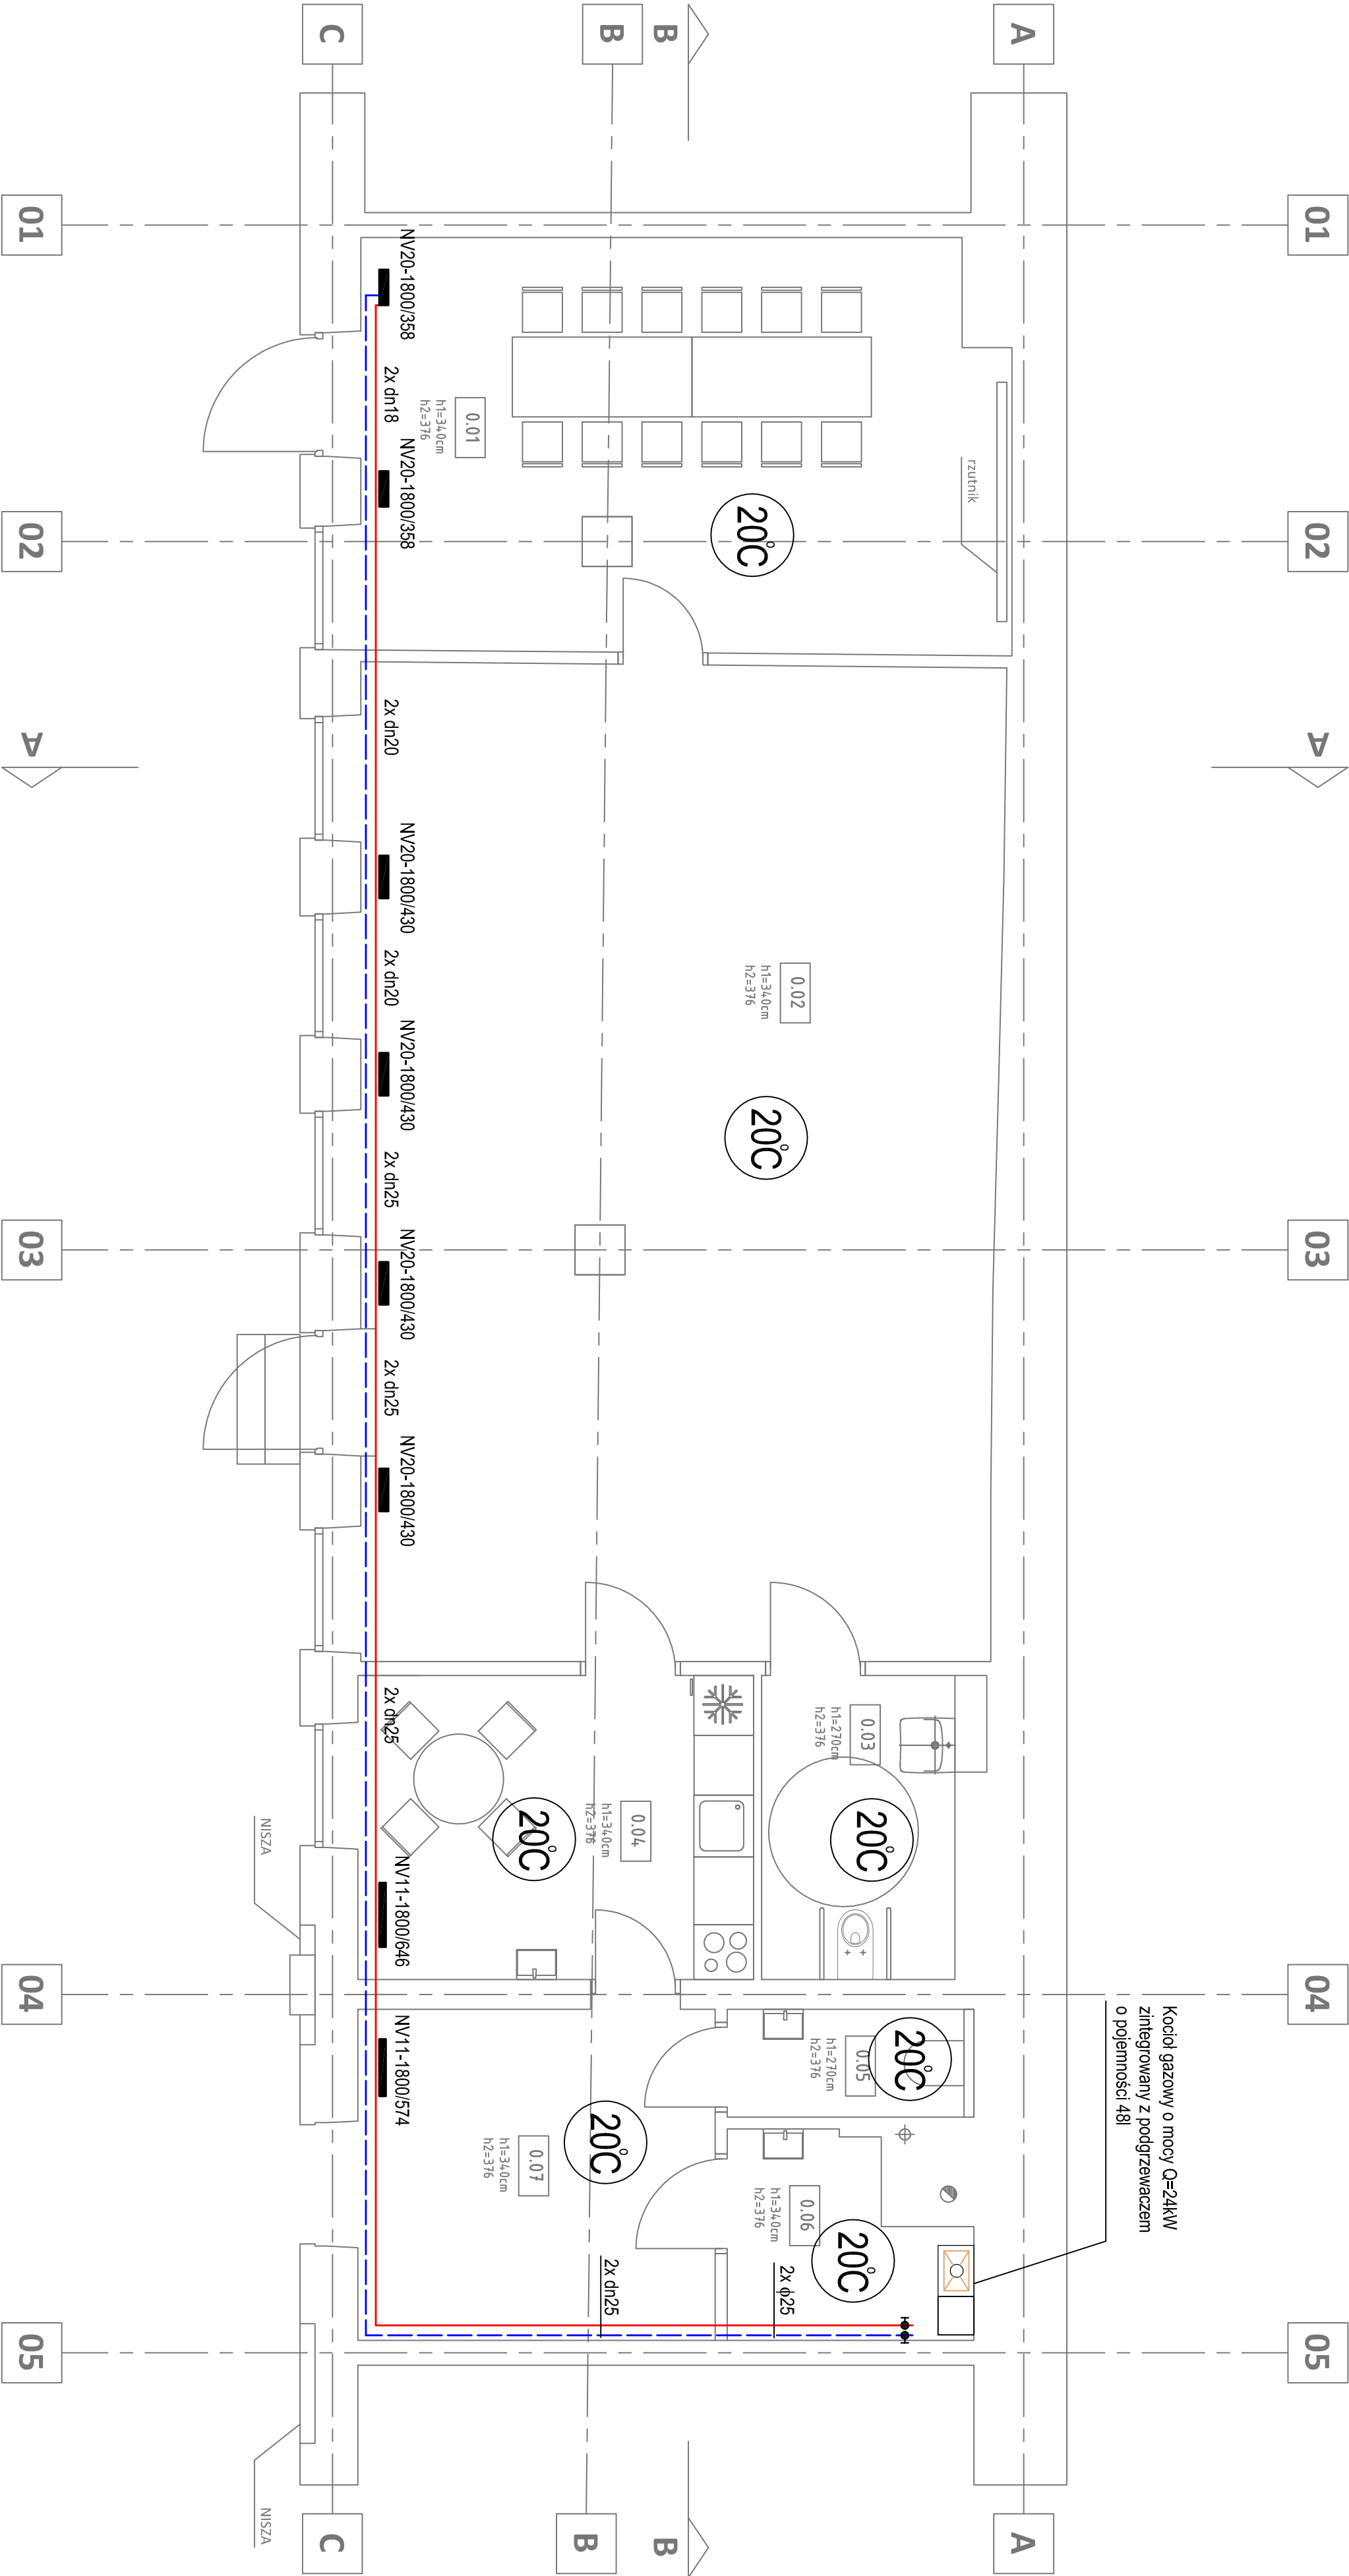 C
B
B
A
01
01
NV20-1800/358
2x dn18
0.01
h1=340cm
h2=376
NV20-1800/358
rzutnik
20°C
02
02
2x dn20
A
A
NV20-1800/430
2x dn20
0.02
h1=340cm
h2=376
NV20-1800/430
20°C
2x dn25
03
03
NV20-1800/430
2x dn25
NV20-1800/430
2x dn25
0.03
h1=270cm
h2=376
20°C
0.04
h1=340cm
h2=376
20°C
NISZA
NV11-1800/646
04
04
NV11-1800/574
0.05
h1=270cm
h2=376
20°C
Kocioł gazowy o mocy Q=24kW
zintegrowany z podgrzewaczem
o pojemności 48l
0.07
h1=340cm
h2=376
20°C
0.06
h1=340cm
h2=376
20°C
2x dn25
2x ϕ25
05
05
NISZA
C
B
B
A